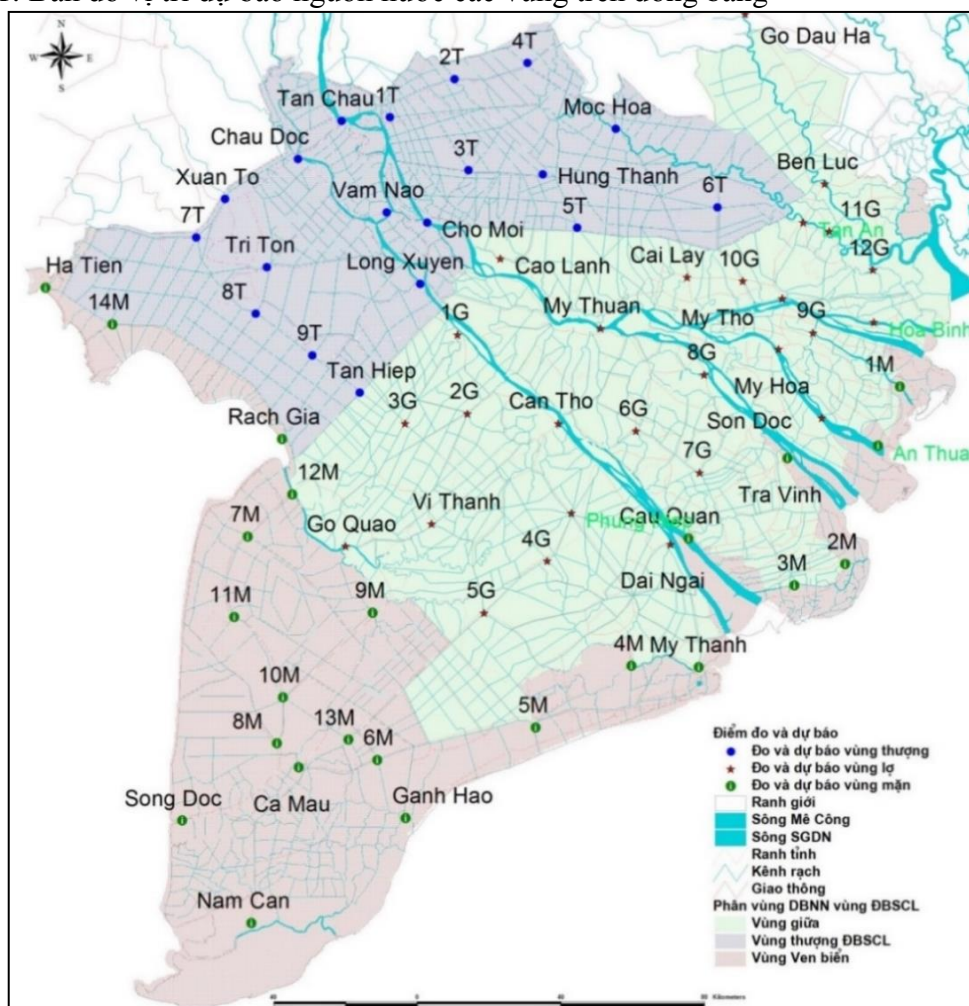 N
4T
Go Dau Ha
2T
W E
S
Tan Chau 1T
Moc Hoa
Chau Doc
3T
Ben Luc
Xuan To
Vam Nao
Hung Thanh
6T
11G
7T
5T
Tan An
Tri Ton
Cho Moi
12G
Ha Tien
Long Xuyen
Cao Lanh
Cai Lay
10G
8T
14M
1G
My Thuan
My Tho
9G
Hoa Binh
9T
8G
1M
Tan Hiep
3G
2G
Can Tho
My Hoa
6G
Son Doc
Rach Gia
7G
An Thua
12M
Vi Thanh
Tra Vinh
7M
Go Quao
Cau Quan
4G
2M
3M
Dai Ngai
11M
9M
5G
4M My Thanh
10M
8M
13M
6M
5M
Điểm đo và dự báo
Đo và dự báo vùng thượng
Đo và dự báo vùng lợ
Đo và dự báo vùng mặn
Song Doc
Ca Mau
Ganh Hao
Ranh giới
Sông Mê Công
Sông SGDN
Ranh tỉnh
Kênh rạch
Giao thông
Nam Can
Phân vùng DBNN vùng ĐBSCL
Vùng giữa
Vùng thượng ĐBSCL
Vùng Ven biển
40 0 40 80 Kilometers